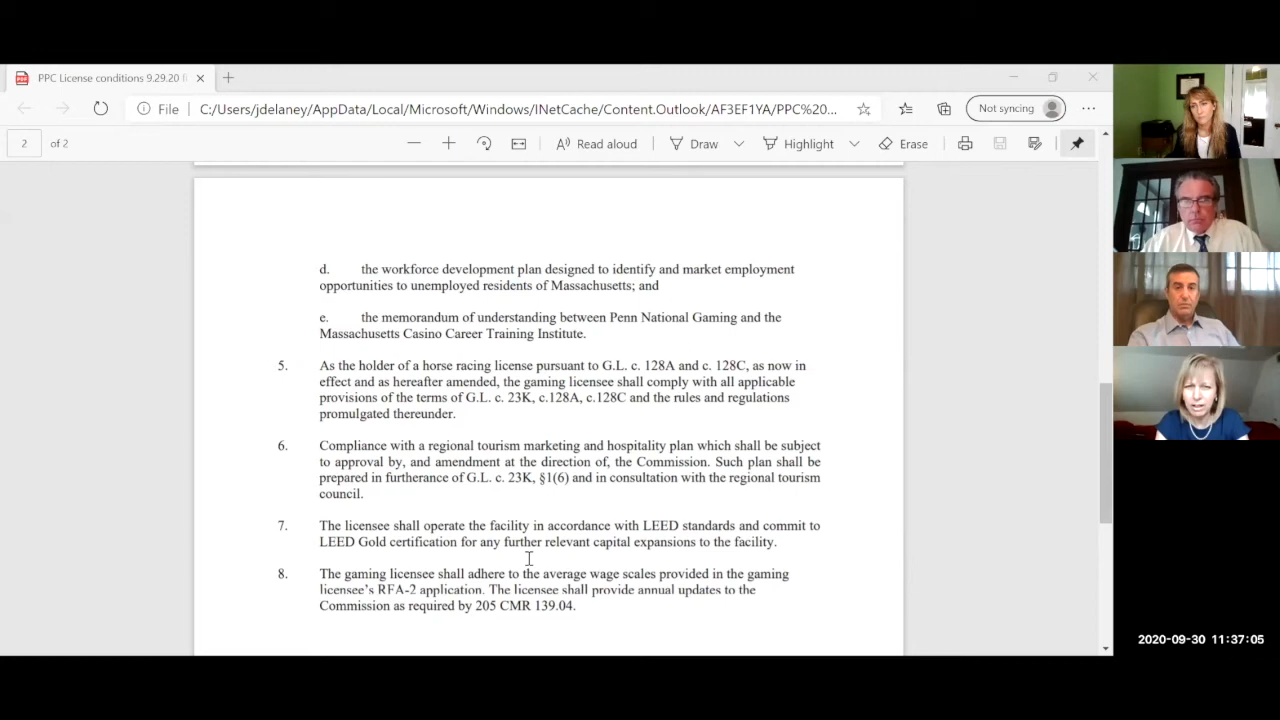 PPC License conditions 9.29.20 fi
File
C:/Users/jdelaney/AppData/Local/Microsoft/Windows/INetCache/Content.Outlook/AF3EF1YA/PPC%20...
Not syncing
2 of 2
Read aloud
Draw
Highlight
Erase
d. the workforce development plan designed to identify and market employment
opportunities to unemployed residents of Massachusetts; and
e. the memorandum of understanding between Penn National Gaming and the
Massachusetts Casino Career Training Institute.
5. As the holder of a horse racing license pursuant to G.L. c. 128A and c. 128C, as now in
effect and as hereafter amended, the gaming licensee shall comply with all applicable
provisions of the terms of G.L. c. 23K, c.128A, c.128C and the rules and regulations
promulgated thereunder.
6. Compliance with a regional tourism marketing and hospitality plan which shall be subject
to approval by, and amendment at the direction of, the Commission. Such plan shall be
prepared in furtherance of G.L. c. 23K, §1(6) and in consultation with the regional tourism
council.
7. The licensee shall operate the facility in accordance with LEED standards and commit to
LEED Gold certification for any further relevant capital expansions to the facility.
8. The gaming licensee shall adhere to the average wage scales provided in the gaming
licensee's RFA-2 application. The licensee shall provide annual updates to the
Commission as required by 205 CMR 139.04.
2020-09-30 11:37:05